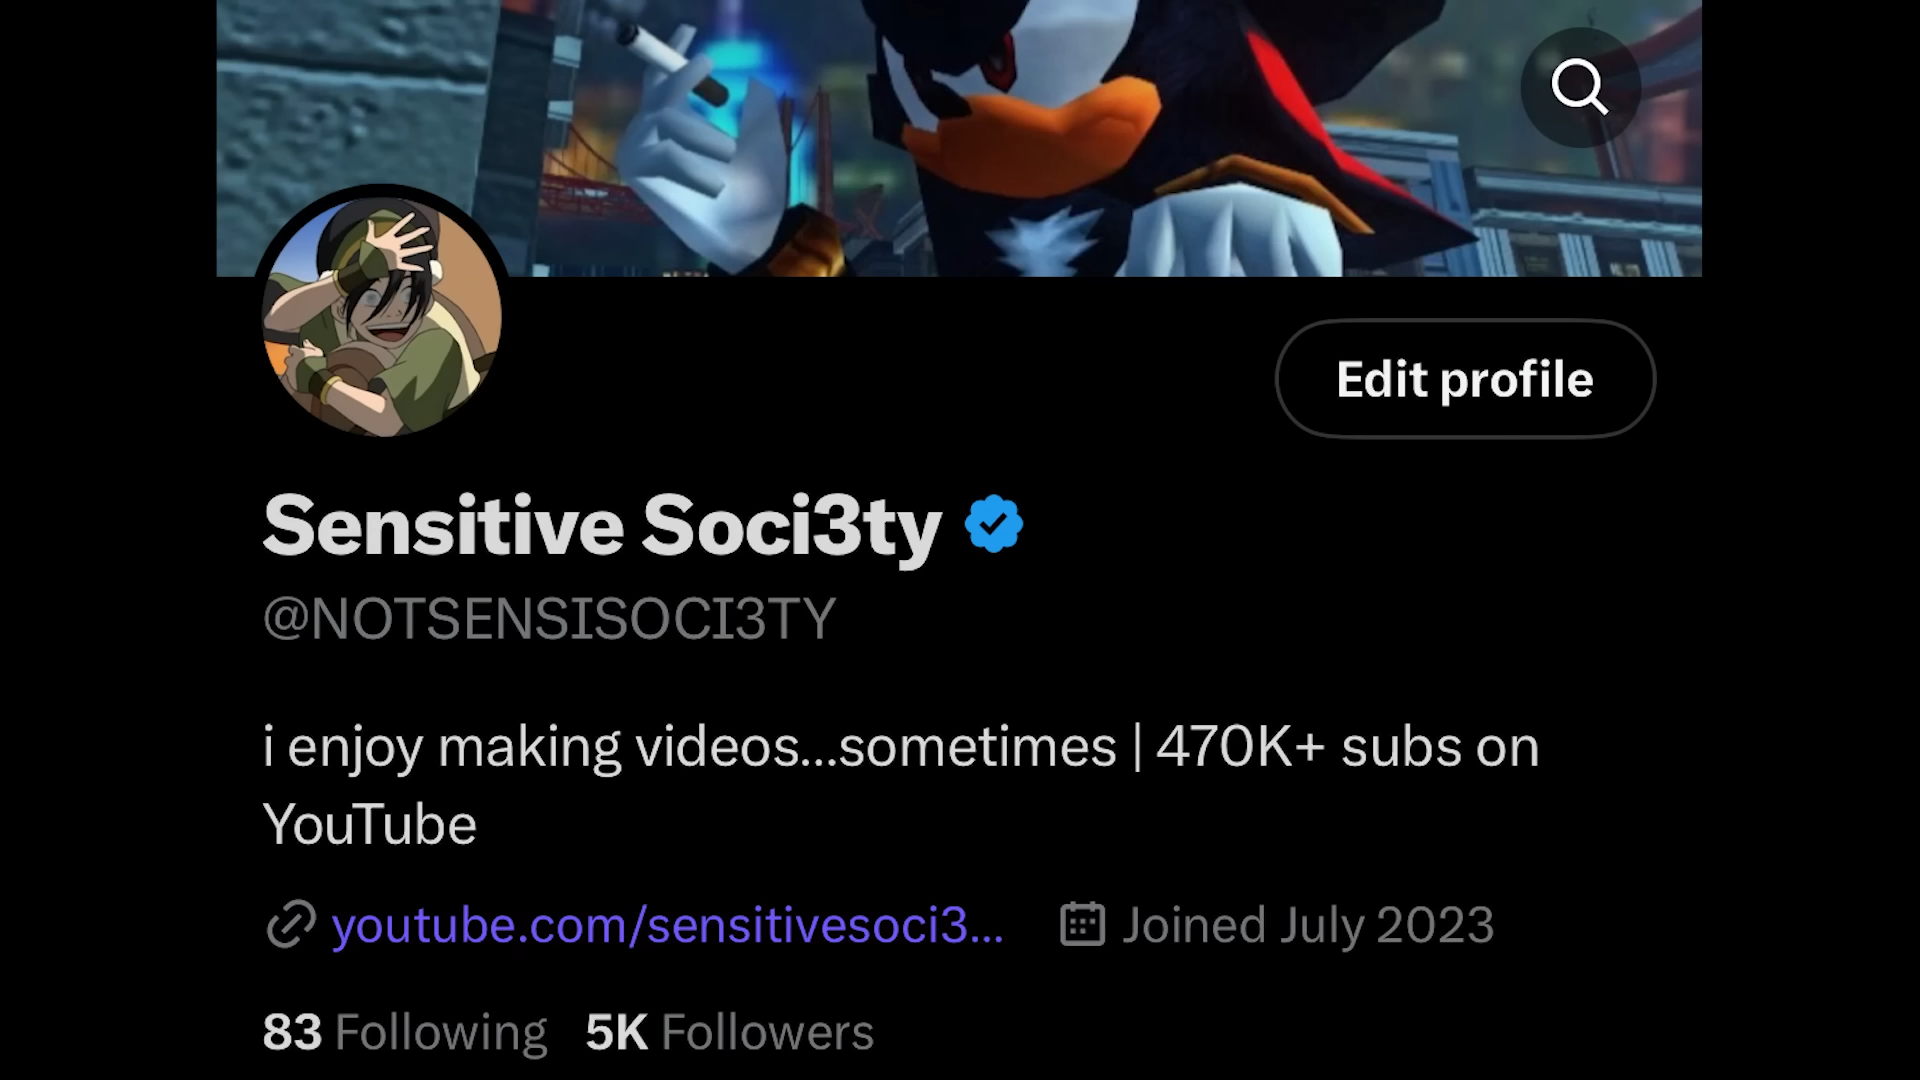 Edit profile
Sensitive Soci3ty
@NOTSENSISOCI3TY
i enjoy making videos...sometimes | 470K+ subs on
YouTube
youtube.com/sensitivesoci3... Joined July 2023
83 Following 5K Followers